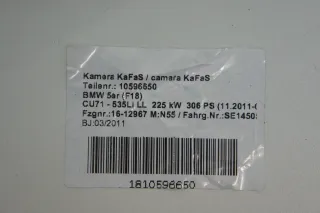 Kamera KaFaS / camera KaFaS
Teilenr.: 10596650
BMW 5er (F18)
CU71 - 535Li LL 225 kW 306 PS (11.2011-
Fzgnr.:16-12967 M:N55 / Fahrg.Nr.:SE1450
BJ:03/2011
1810596650